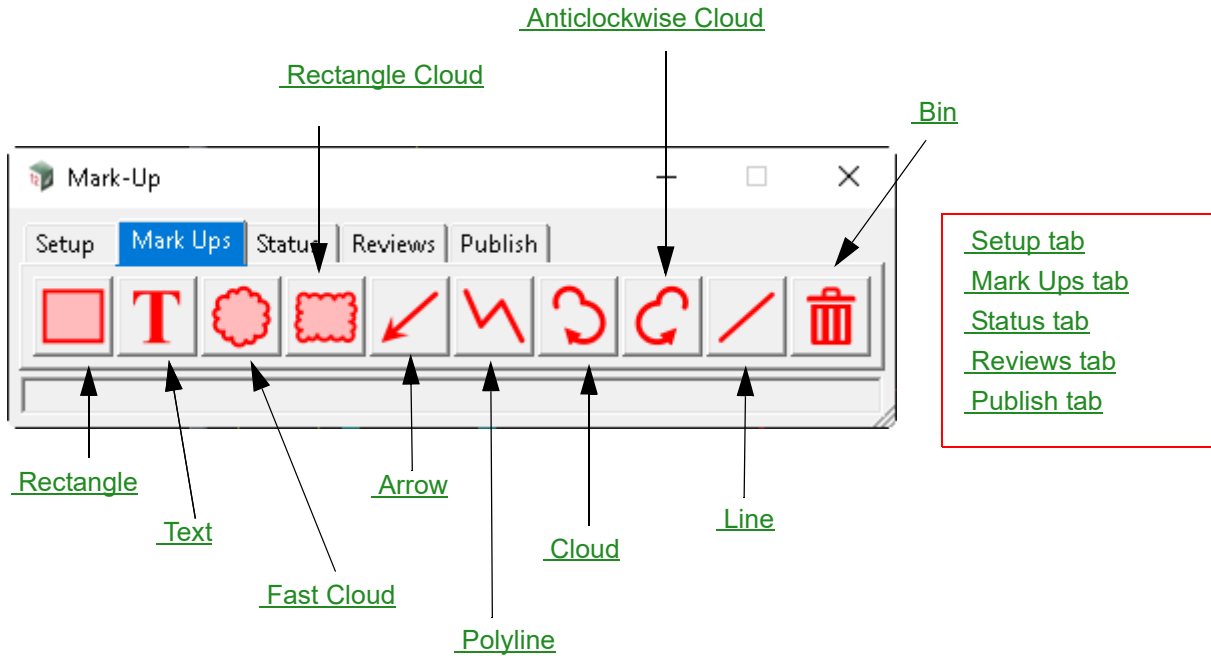 Anticlockwise Cloud
Rectangle Cloud
Bin
Mark-Up
Setup Mark Ups Status Reviews Publish
T
Setup tab
Mark Ups tab
Status tab
Reviews tab
Publish tab
Rectangle
Text
Fast Cloud
Arrow
Polyline
Cloud
Line